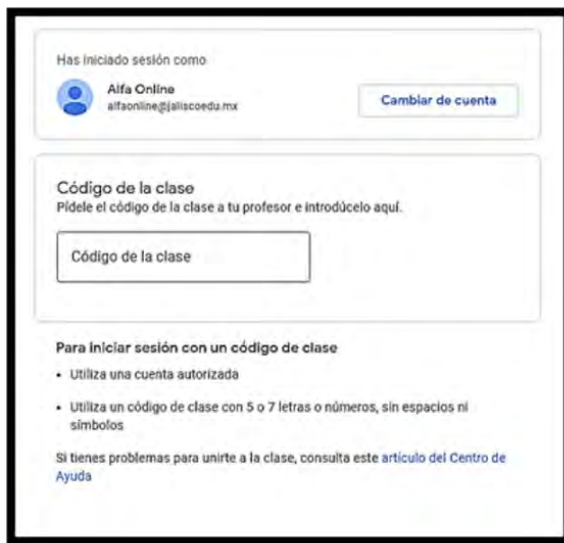 Has iniciado sesión como
Alfa Online
alfaonline@jaliscoedu.mx
Cambiar de cuenta
Código de la clase
Pídele el código de la clase a tu profesor e introdúcelo aquí.
Código de la clase
Para iniciar sesión con un código de clase
• Utiliza una cuenta autorizada
• Utiliza un código de clase con 5 o 7 letras o números, sin espacios ni
símbolos
Si tienes problemas para unirte a la clase, consulta este artículo del Centro de
Ayuda